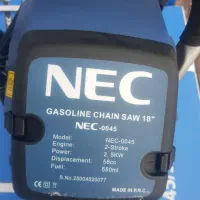 NEC
GASOLINE CHAIN SAW 18"
NEC-0045
Model: NEC-0045
Engine: 2-Stroke
Power: 2.5KW
Displacement: 58cc
Fuel: 550ml
MADE IN P.R.C.